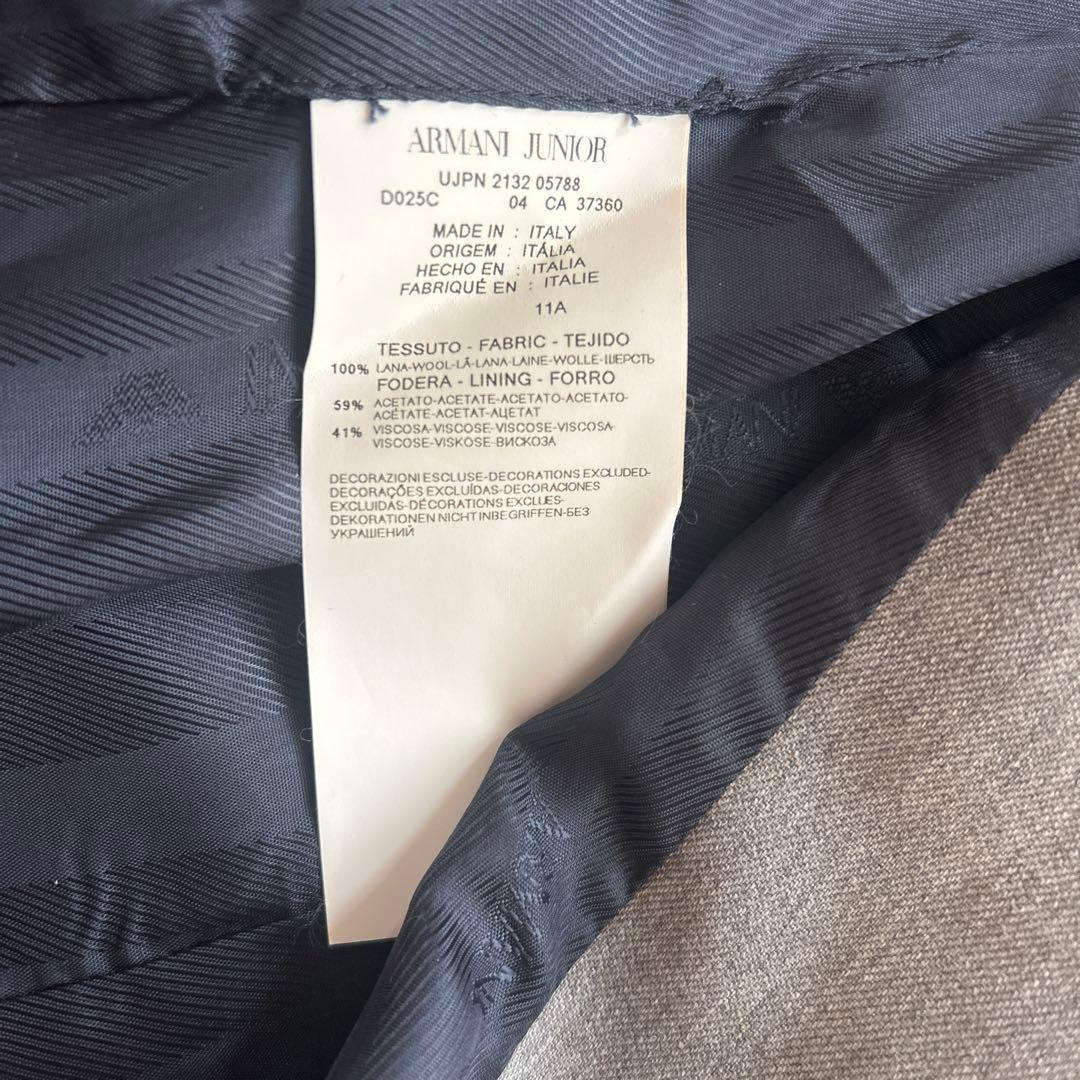 ARMANI JUNIOR
UJPN 2132 05788
D025C 04 CA 37360
MADE IN : ITALY
ORIGEM : ITÁLIA
HECHO EN : ITALIA
FABRIQUÉ EN : ITALIE
11A
TESSUTO - FABRIC - TEJIDO
100% LANA-WOOL-LÃ-LANA-LAINE-WOLLE-ШЕРСТЬ
FODERA - LINING - FORRO
59% ACETATO-ACETATE-ACETATO-ACETATO-
ACÉTATE-ACETAT-АЦЕТАТ
41% VISCOSA-VISCOSE-VISCOSE-VISCOSA-
VISCOSE-VISKOSE-ВИСКОЗА
DECORAZIONI ESCLUSE-DECORATIONS EXCLUDED-
DECORAÇÕES EXCLUÍDAS-DECORACIONES
EXCLUIDAS-DÉCORATIONS EXCLUES-
DEKORATIONEN NICHT INBEGRIFFEN-БЕЗ
УКРАШЕНИЙ